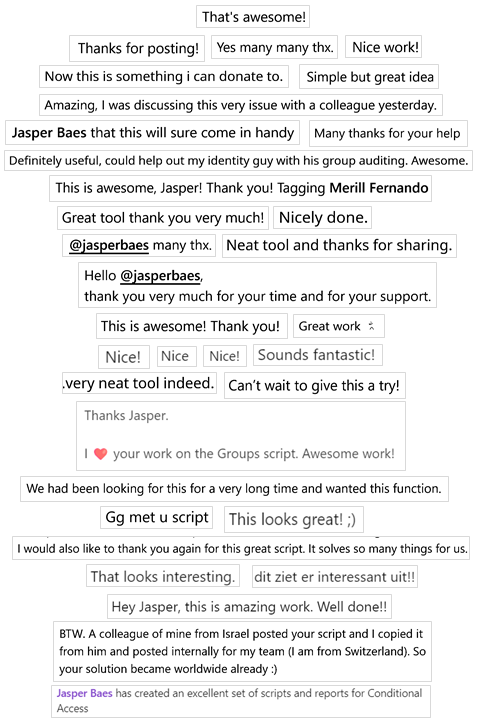 That's awesome!
Thanks for posting! Yes many many thx. Nice work!
Now this is something i can donate to. Simple but great idea
Amazing, I was discussing this very issue with a colleague yesterday.
Jasper Baes that this will sure come in handy Many thanks for your help
Definitely useful, could help out my identity guy with his group auditing. Awesome.
This is awesome, Jasper! Thank you! Tagging Merill Fernando
Great tool thank you very much! Nicely done.
@jasperbaes many thx. Neat tool and thanks for sharing.
Hello @jasperbaes,
thank you very much for your time and for your support.
This is awesome! Thank you! Great work
Nice! Nice Nice! Sounds fantastic!
.very neat tool indeed. Can't wait to give this a try!
Thanks Jasper.
I ❤ your work on the Groups script. Awesome work!
We had been looking for this for a very long time and wanted this function.
Gg met u script This looks great! ;)
I would also like to thank you again for this great script. It solves so many things for us.
That looks interesting. dit ziet er interessant uit!!
Hey Jasper, this is amazing work. Well done!!
BTW. A colleague of mine from Israel posted your script and I copied it
from him and posted internally for my team (I am from Switzerland). So
your solution became worldwide already :)
Jasper Baes has created an excellent set of scripts and reports for Conditional
Access